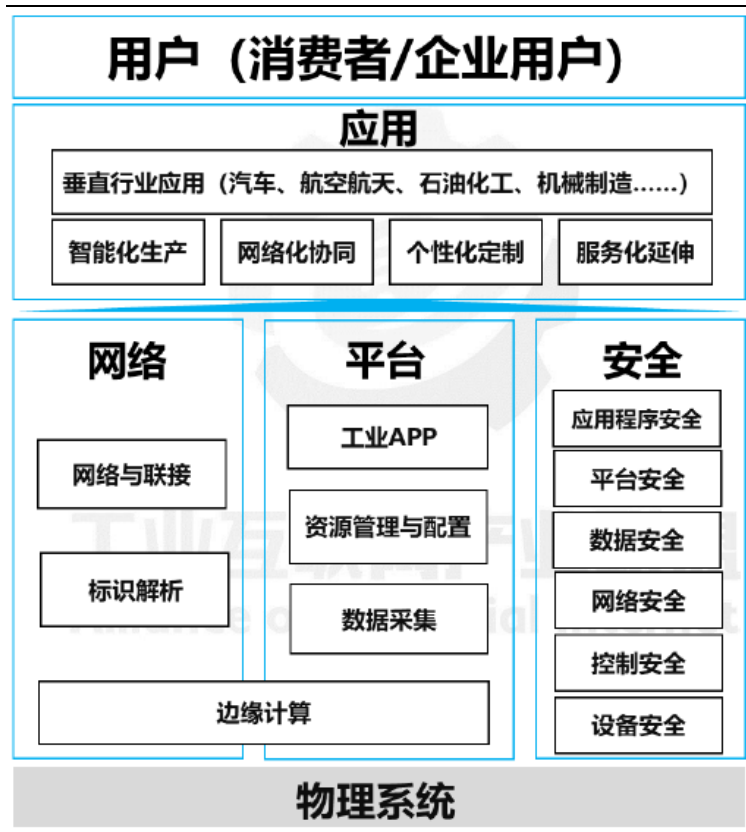 用户（消费者/企业用户）
应用
垂直行业应用（汽车、航空航天、石油化工、机械制造……）
智能化生产
网络化协同
个性化定制
服务化延伸
网络
网络与联接
标识解析
平台
工业APP
资源管理与配置
数据采集
边缘计算
安全
应用程序安全
平台安全
数据安全
网络安全
控制安全
设备安全
物理系统